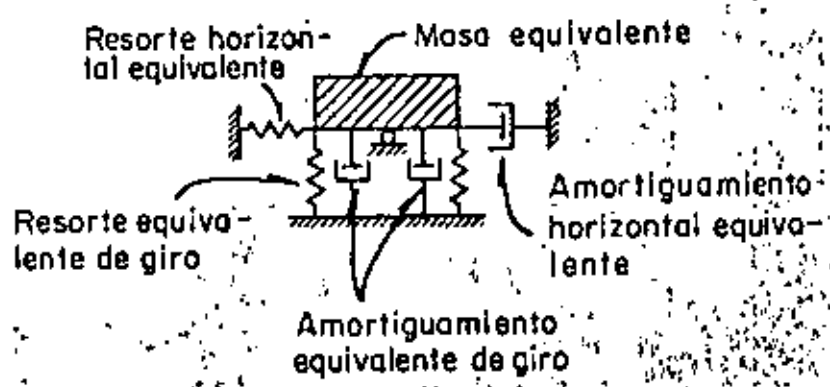 Resorte horizon-
tal equivalente
Masa equivalente
Resorte equiva-
lente de giro
Amortiguamiento
horizontal equiva-
lente
Amortiguamiento
equivalente de giro